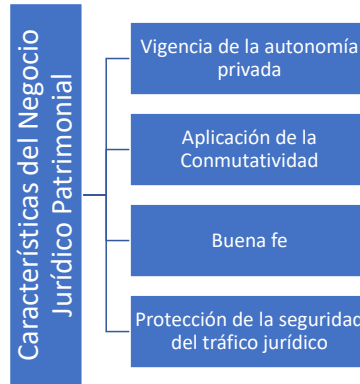 Características del Negocio
Jurídico Patrimonial
Vigencia de la autonomía
privada
Aplicación de la
Conmutatividad
Buena fe
Protección de la seguridad
del tráfico jurídico